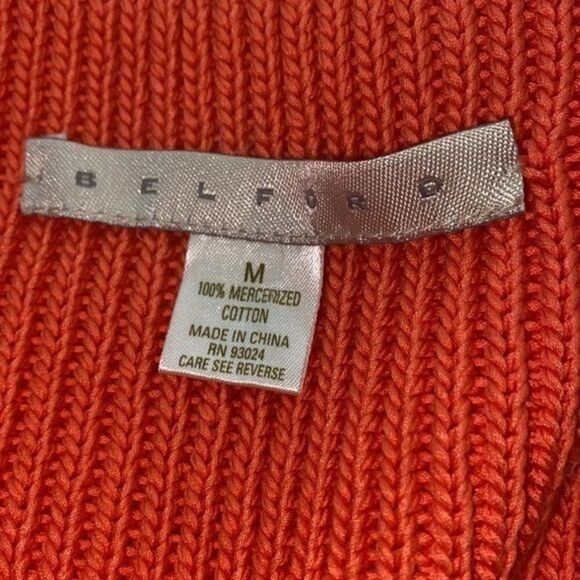 BELFORD
M
100% MERCERIZED
COTTON
MADE IN CHINA
RN 93024
CARE SEE REVERSE